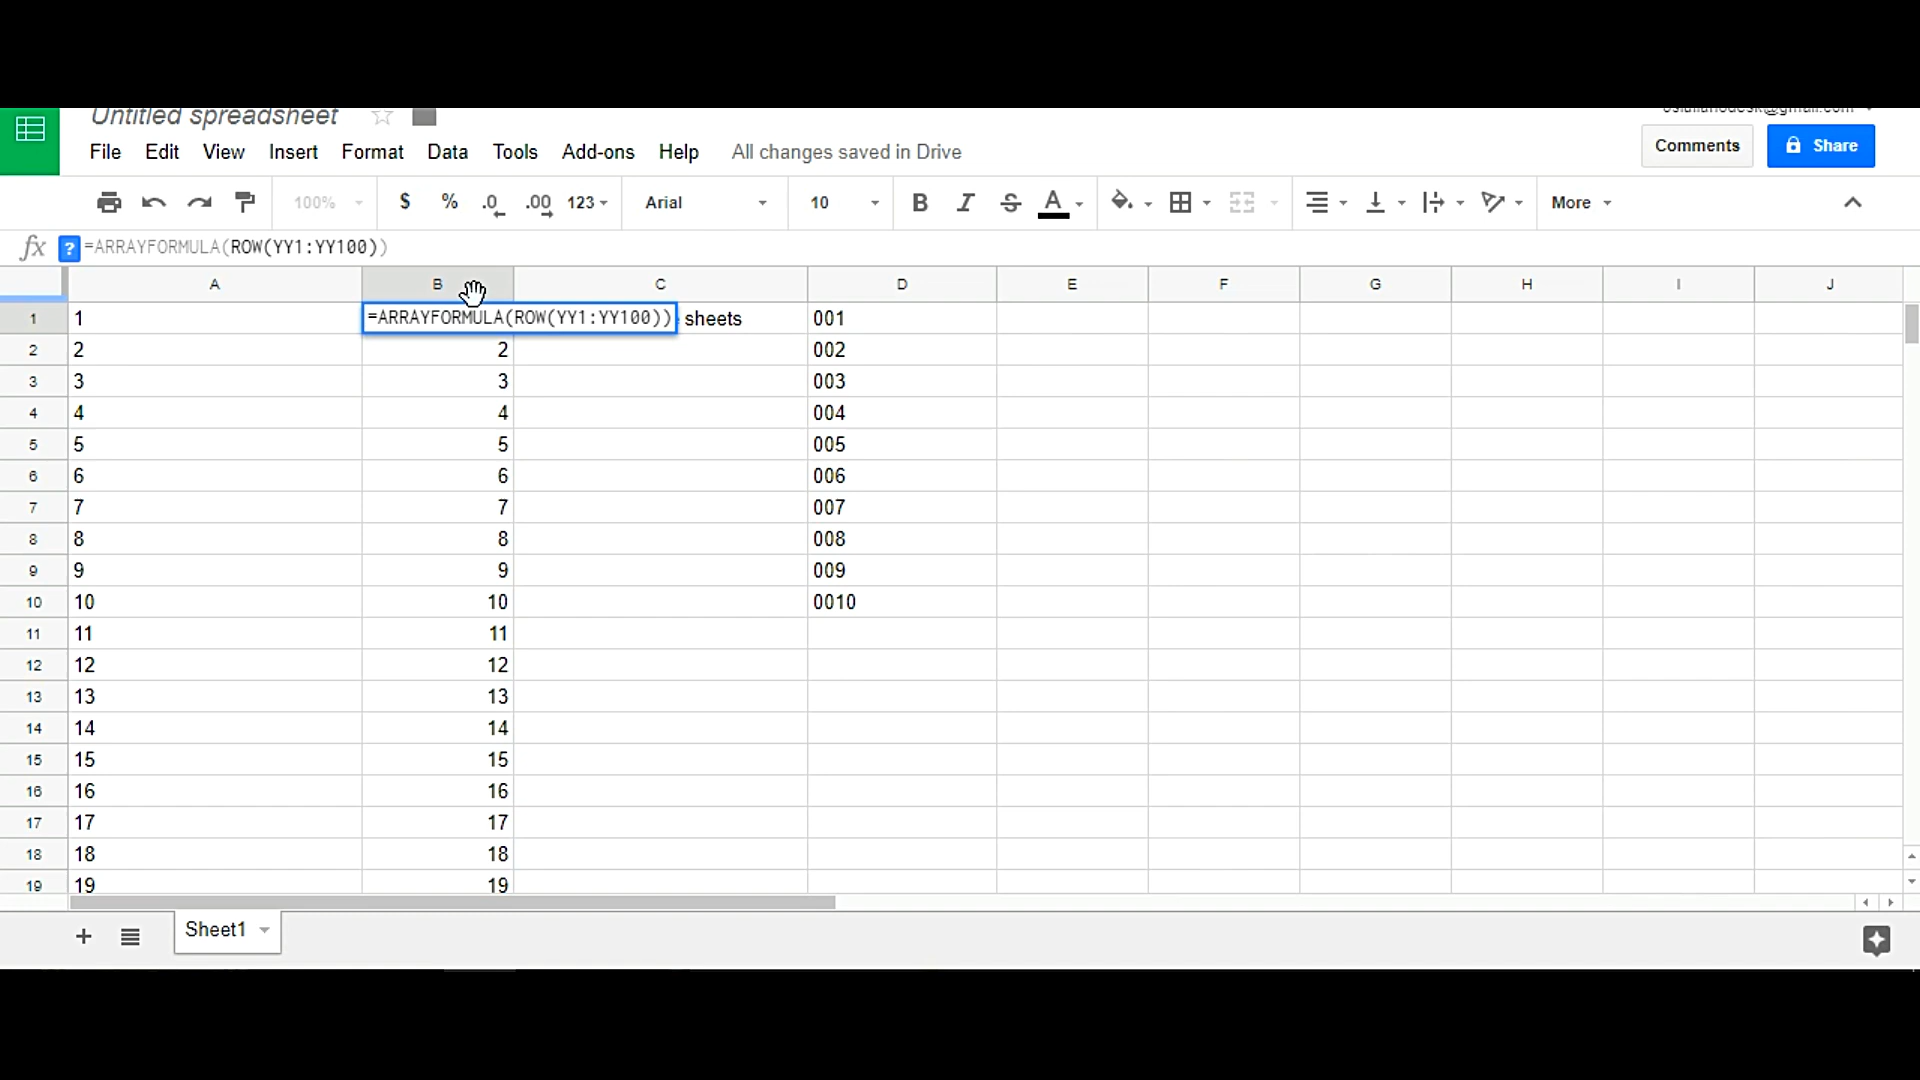 Untitled spreadsheet
File Edit View Insert Format Data Tools Add-ons Help All changes saved in Drive
Comments
Share
100% $ % .0 .00 123 Arial 10 B I S A More
fx ? =ARRAYFORMULA(ROW(YY1:YY100))
A B C D E F G H I J
1 1 =ARRAYFORMULA(ROW(YY1:YY100)) sheets 001
2 2 2 002
3 3 3 003
4 4 4 004
5 5 5 005
6 6 6 006
7 7 7 007
8 8 8 008
9 9 9 009
10 10 10 0010
11 11 11
12 12 12
13 13 13
14 14 14
15 15 15
16 16 16
17 17 17
18 18 18
19 19 19
Sheet1